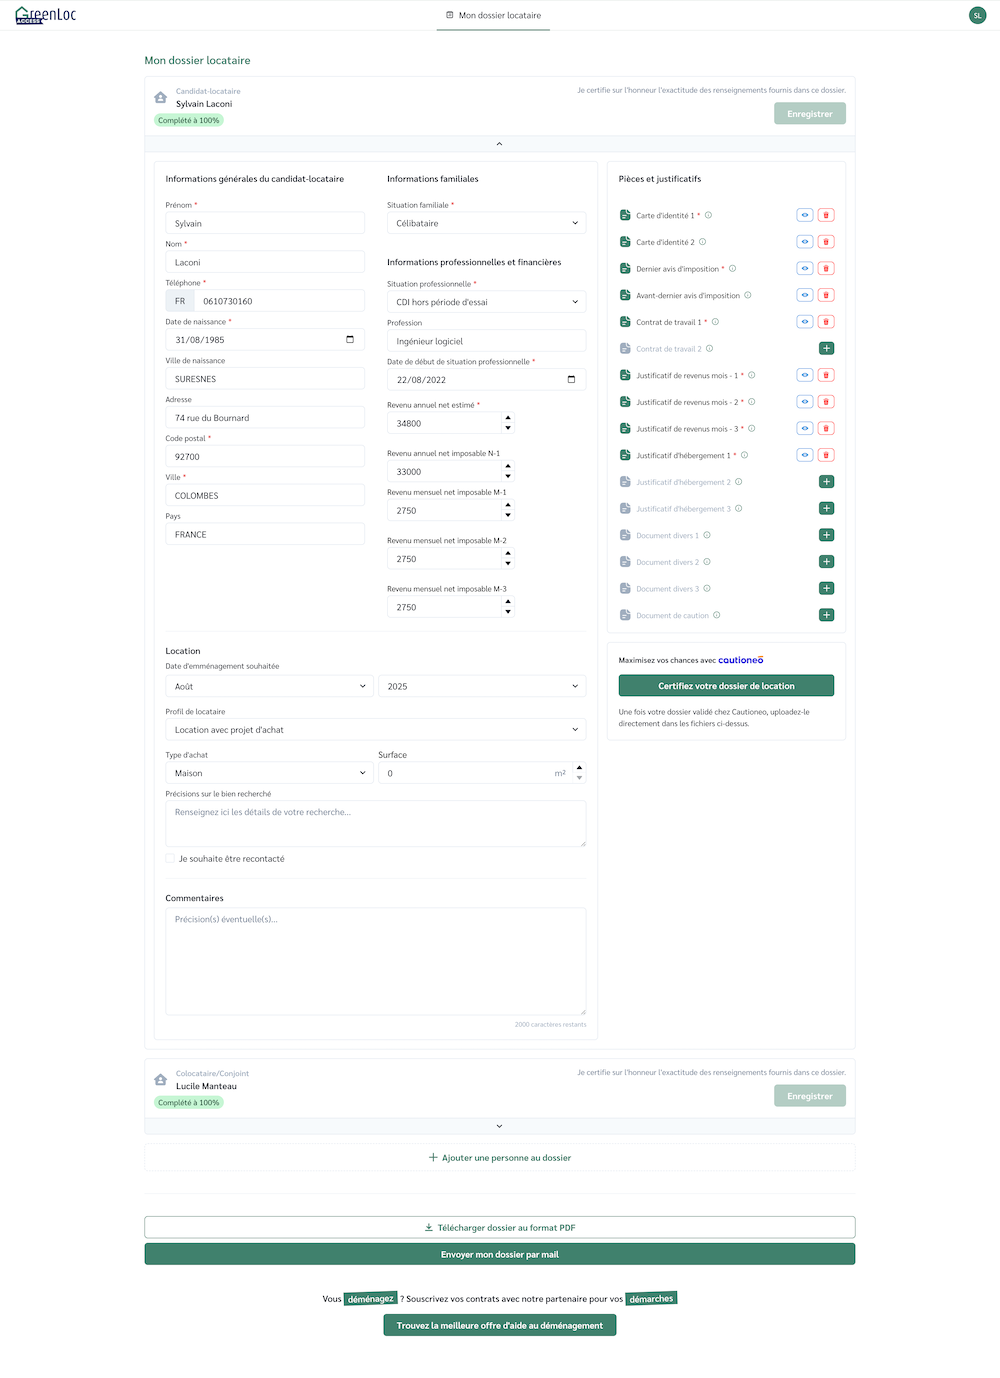 GreenLoc
ACCESS
Mon dossier locataire
SL
Mon dossier locataire
Candidat-locataire
Sylvain Laconi
Complété à 100%
Je certifie sur l'honneur l'exactitude des renseignements fournis dans ce dossier.
Enregistrer
Informations générales du candidat-locataire
Prénom *
Sylvain
Nom *
Laconi
Téléphone *
FR 0610730160
Date de naissance *
31/08/1985
Ville de naissance
SURESNES
Adresse
74 rue du Bournard
Code postal *
92700
Ville *
COLOMBES
Pays
FRANCE
Informations familiales
Situation familiale *
Célibataire
Informations professionnelles et financières
Situation professionnelle *
CDI hors période d'essai
Profession
Ingénieur logiciel
Date de début de situation professionnelle *
22/08/2022
Revenu annuel net estimé *
34800
Revenu annuel net imposable N-1
33000
Revenu mensuel net imposable M-1
2750
Revenu mensuel net imposable M-2
2750
Revenu mensuel net imposable M-3
2750
Location
Date d'emménagement souhaitée
Août 2025
Profil de locataire
Location avec projet d'achat
Type d'achat Surface
Maison 0 m²
Précisions sur le bien recherché
Renseignez ici les détails de votre recherche...
Je souhaite être recontacté
Commentaires
Précision(s) éventuelle(s)...
2000 caractères restants
Pièces et justificatifs
Carte d'identité 1 *
Carte d'identité 2
Dernier avis d'imposition *
Avant-dernier avis d'imposition
Contrat de travail 1 *
Contrat de travail 2
Justificatif de revenus mois - 1 *
Justificatif de revenus mois - 2 *
Justificatif de revenus mois - 3 *
Justificatif d'hébergement 1 *
Justificatif d'hébergement 2
Justificatif d'hébergement 3
Document divers 1
Document divers 2
Document divers 3
Document de caution
Maximisez vos chances avec cautioneo
Certifiez votre dossier de location
Une fois votre dossier validé chez Cautioneo, uploadez-le
directement dans les fichiers ci-dessus.
Colocataire/Conjoint
Lucile Manteau
Complété à 100%
Je certifie sur l'honneur l'exactitude des renseignements fournis dans ce dossier.
Enregistrer
Ajouter une personne au dossier
Télécharger dossier au format PDF
Envoyer mon dossier par mail
Vous déménagez ? Souscrivez vos contrats avec notre partenaire pour vos démarches
Trouvez la meilleure offre d'aide au déménagement